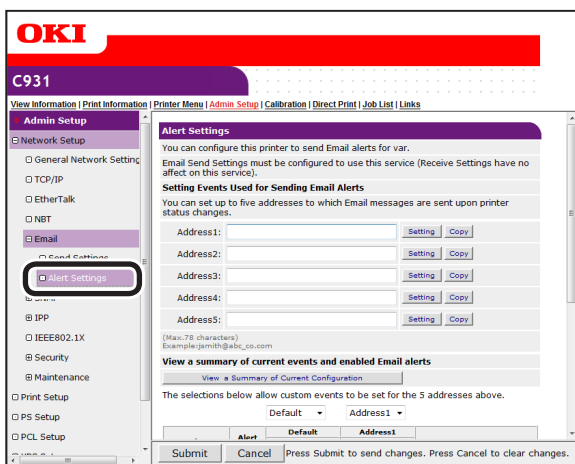 OKI
C931
View Information | Print Information | Printer Menu | Admin Setup | Calibration | Direct Print | Job List | Links
Admin Setup
Network Setup
General Network Setting
TCP/IP
EtherTalk
NBT
Email
Send Settings
Alert Settings
SNMP
IPP
IEEE802.1X
Security
Maintenance
Print Setup
PS Setup
PCL Setup
Alert Settings
You can configure this printer to send Email alerts for var.
Email Send Settings must be configured to use this service (Receive Settings have no
affect on this service).
Setting Events Used for Sending Email Alerts
You can set up to five addresses to which Email messages are sent upon printer
status changes.
Address1: Setting Copy
Address2: Setting Copy
Address3: Setting Copy
Address4: Setting Copy
Address5: Setting Copy
(Max.78 characters)
Example:jamith@abc_co.com
View a summary of current events and enabled Email alerts
View a Summary of Current Configuration
The selections below allow custom events to be set for the 5 addresses above.
Default Address1
Alert Default Address1
Submit Cancel Press Submit to send changes. Press Cancel to clear changes.